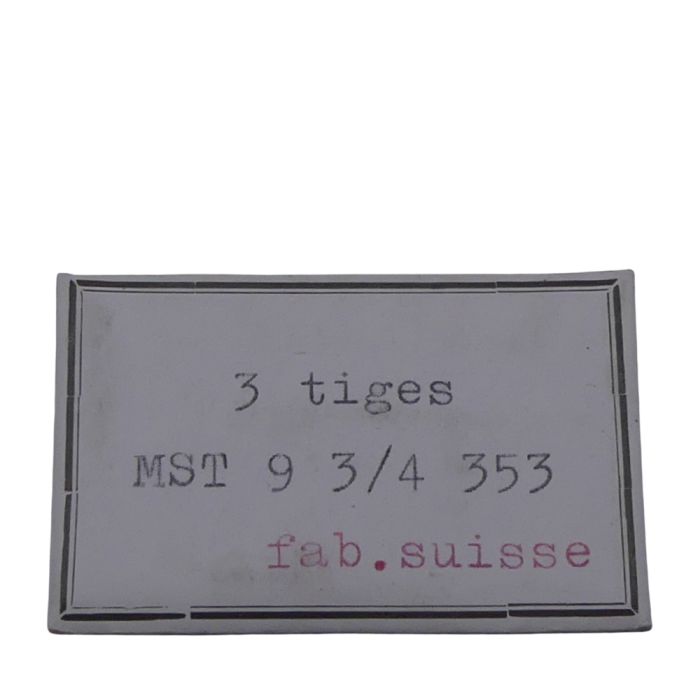 3 tiges
MST 9 3/4 353
fab.suisse